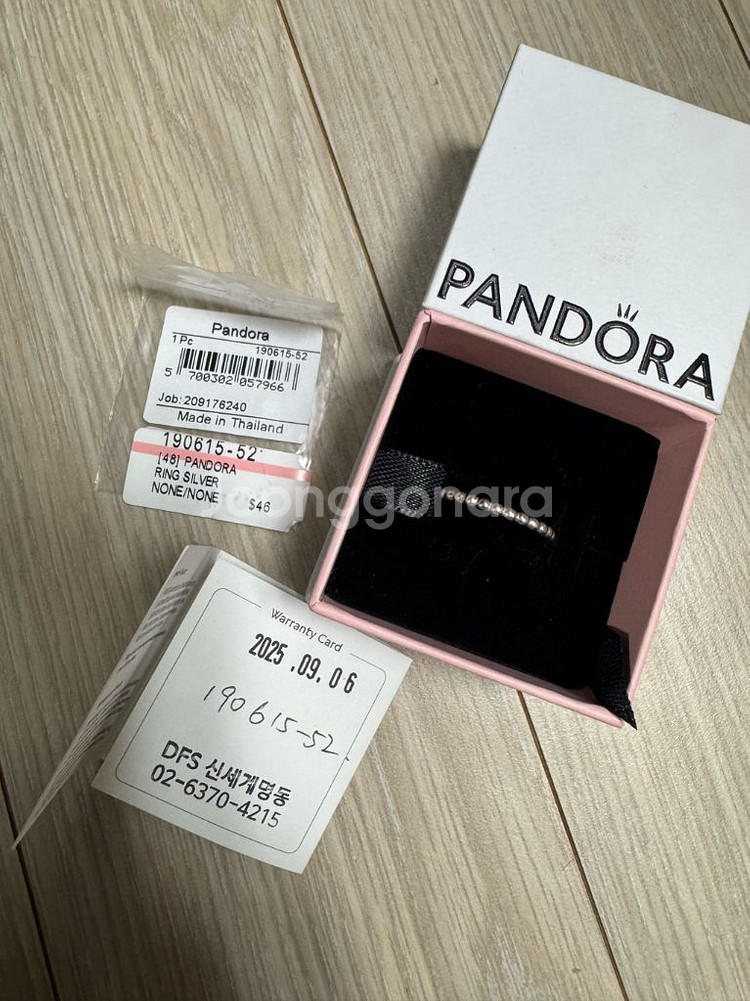 PANDORA
Pandora
1 Pc
190615-52
5 700302 057966
Job: 209176240
Made in Thailand
190615-52
[48] PANDORA
RING SILVER
NONE/NONE $46
joonggonara
Warranty Card
2025.09.06
190615-52
DFS 신세계명동
02-6370-4215